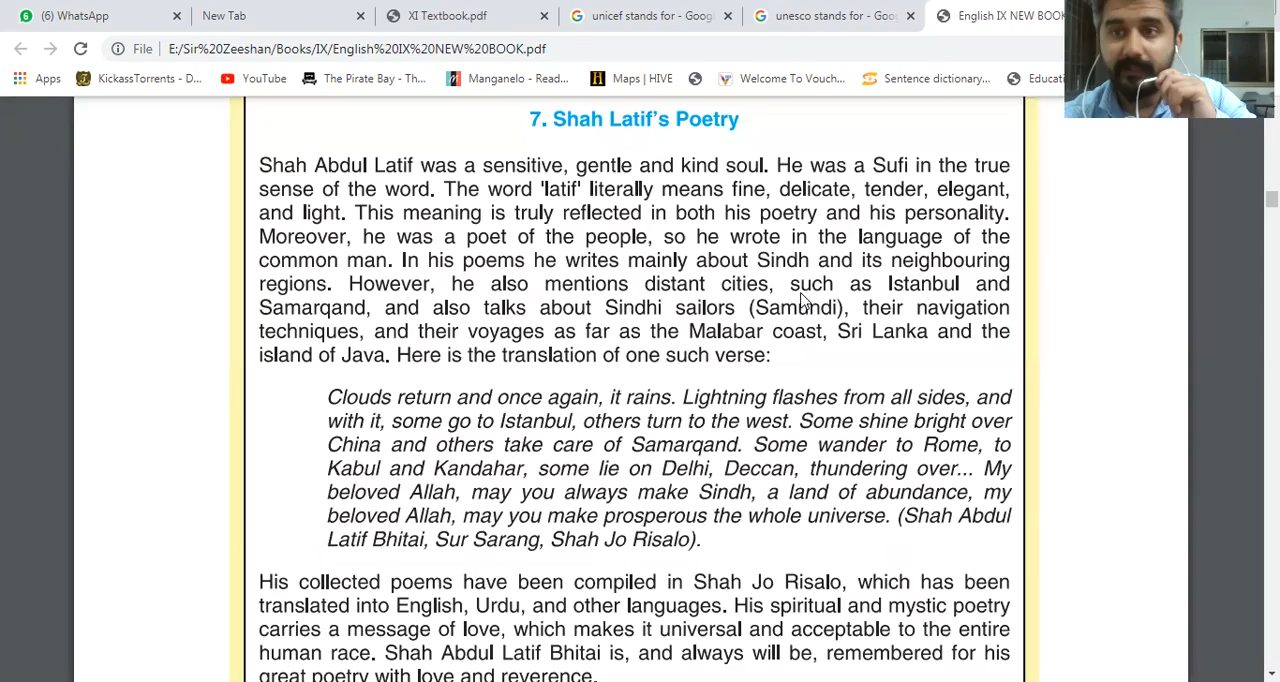 6 (6) WhatsApp × New Tab × XI Textbook.pdf × unicef stands for - Goog × unesco stands for - Goo × English IX NEW BOOK
File | E:/Sir%20Zeeshan/Books/IX/English%20IX%20NEW%20BOOK.pdf
Apps KickassTorrents - D... YouTube The Pirate Bay - Th... Manganelo - Read... H Maps | HIVE Welcome To Vouch... Sentence dictionary... Educati
7. Shah Latif's Poetry
Shah Abdul Latif was a sensitive, gentle and kind soul. He was a Sufi in the true
sense of the word. The word 'latif' literally means fine, delicate, tender, elegant,
and light. This meaning is truly reflected in both his poetry and his personality.
Moreover, he was a poet of the people, so he wrote in the language of the
common man. In his poems he writes mainly about Sindh and its neighbouring
regions. However, he also mentions distant cities, such as Istanbul and
Samarqand, and also talks about Sindhi sailors (Samundi), their navigation
techniques, and their voyages as far as the Malabar coast, Sri Lanka and the
island of Java. Here is the translation of one such verse:
Clouds return and once again, it rains. Lightning flashes from all sides, and
with it, some go to Istanbul, others turn to the west. Some shine bright over
China and others take care of Samarqand. Some wander to Rome, to
Kabul and Kandahar, some lie on Delhi, Deccan, thundering over... My
beloved Allah, may you always make Sindh, a land of abundance, my
beloved Allah, may you make prosperous the whole universe. (Shah Abdul
Latif Bhitai, Sur Sarang, Shah Jo Risalo).
His collected poems have been compiled in Shah Jo Risalo, which has been
translated into English, Urdu, and other languages. His spiritual and mystic poetry
carries a message of love, which makes it universal and acceptable to the entire
human race. Shah Abdul Latif Bhitai is, and always will be, remembered for his
great poetry with love and reverence.